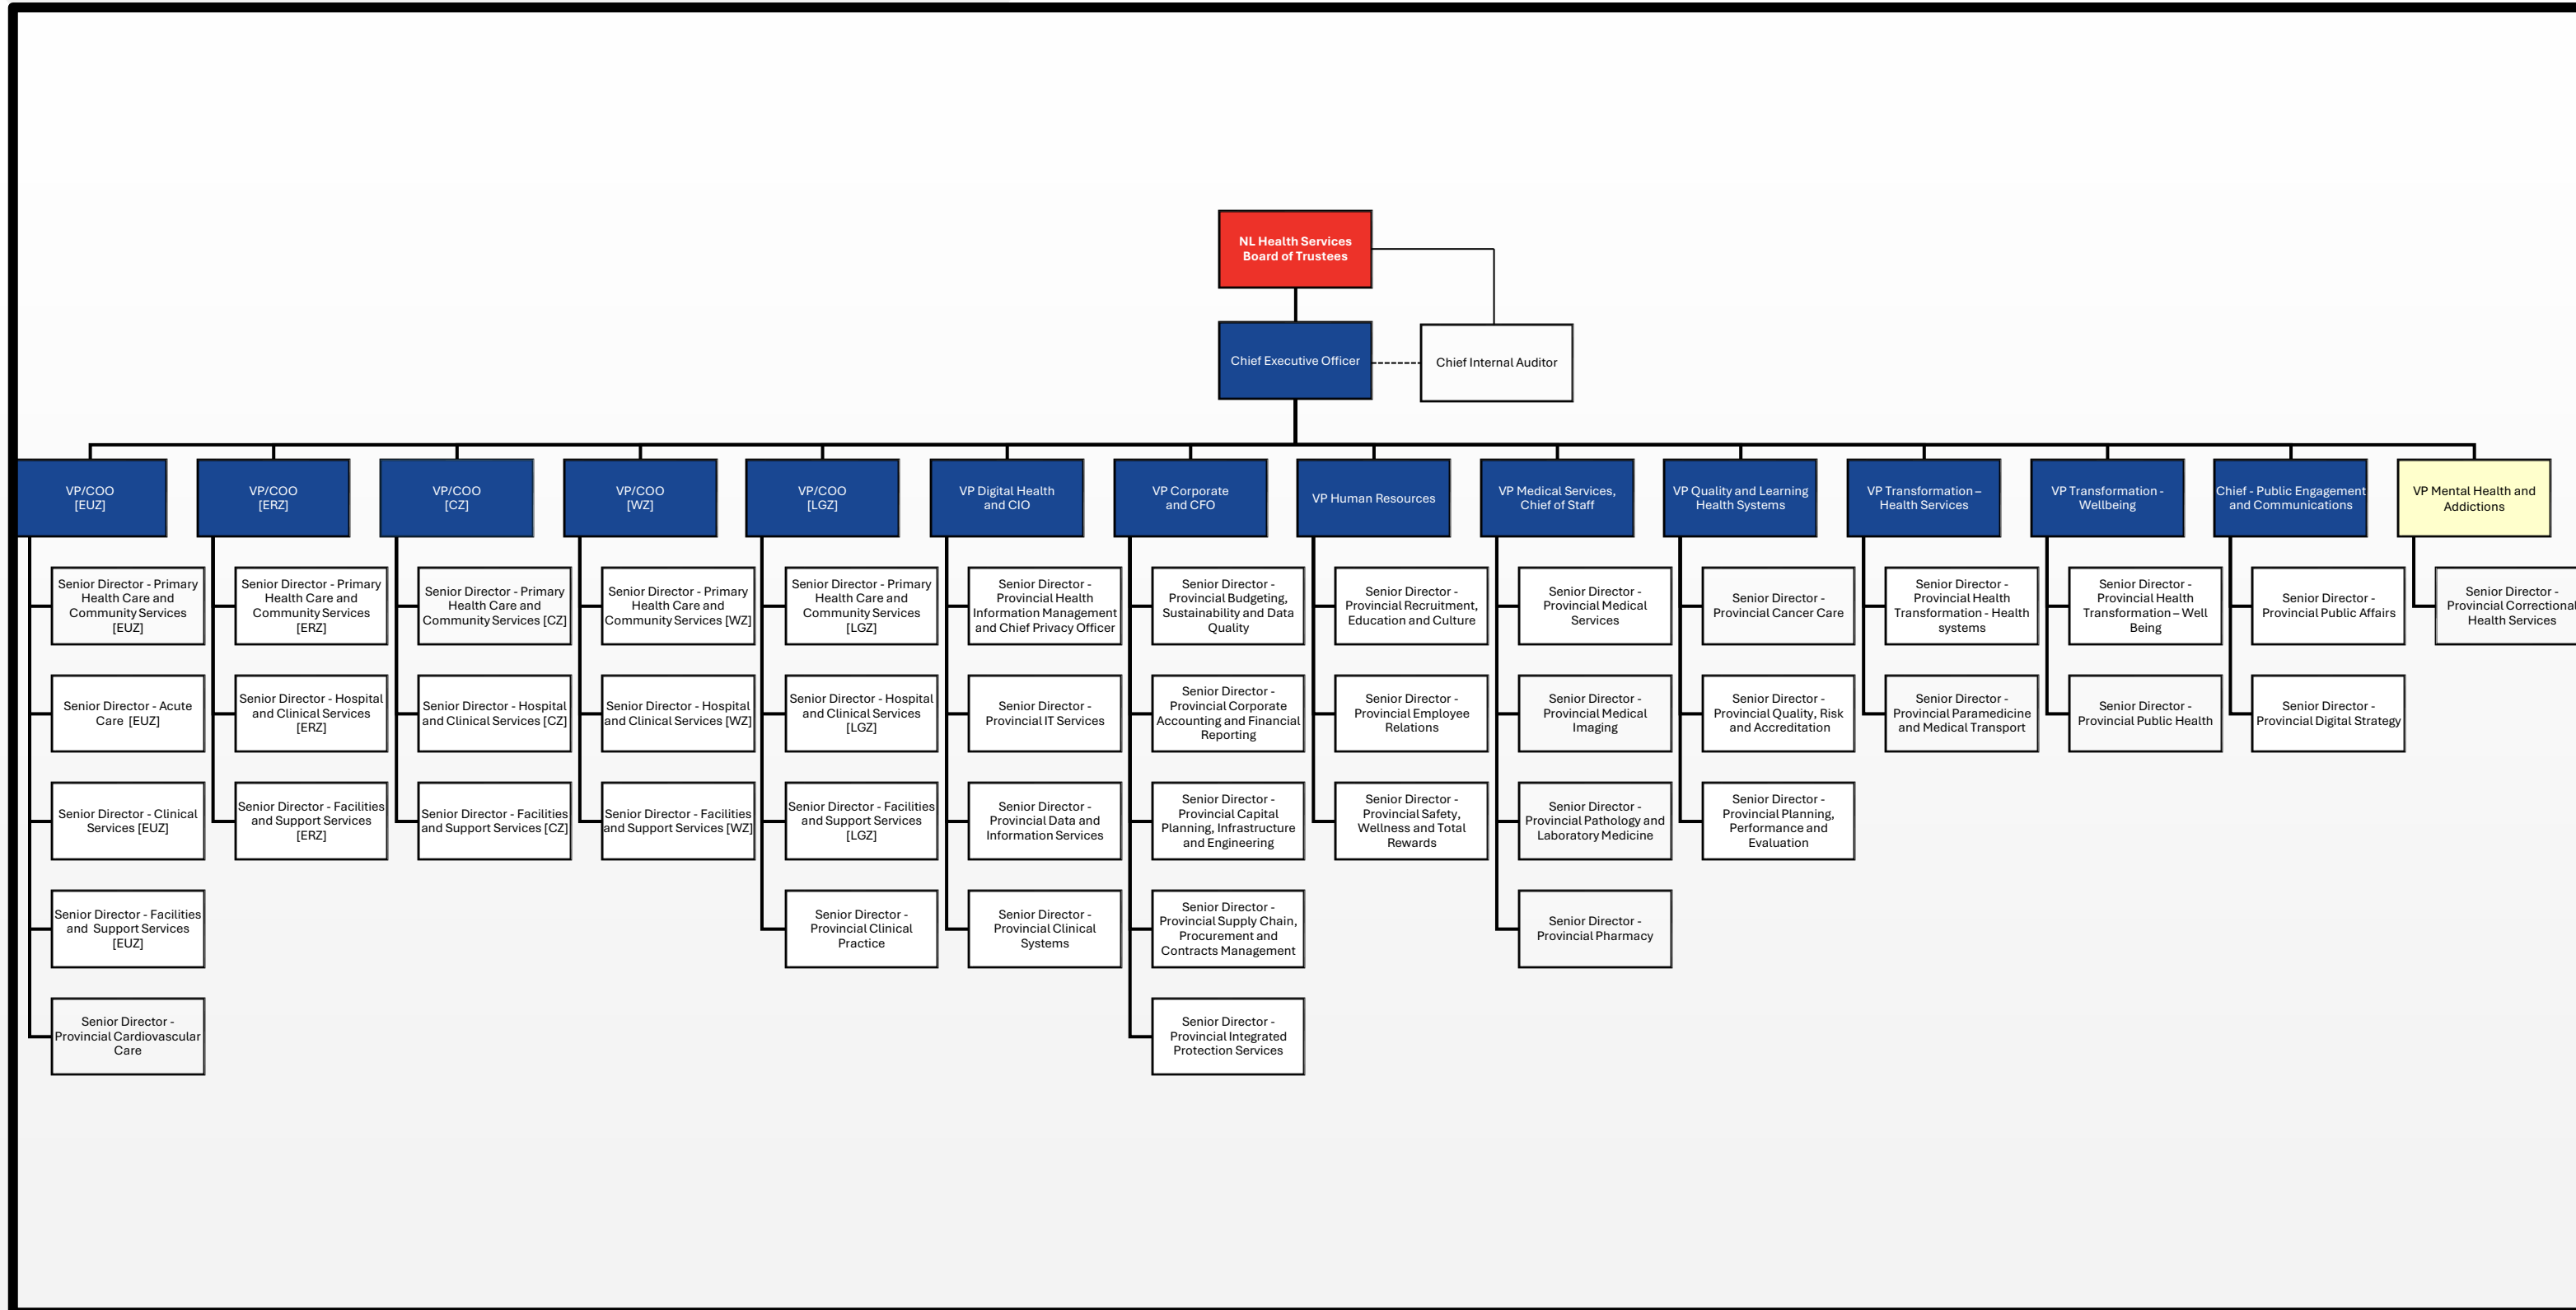 NL Health Services
Board of Trustees
Chief Executive Officer
Chief Internal Auditor
VP/COO
[EUZ]
VP/COO
[ERZ]
VP/COO
[CZ]
VP/COO
[WZ]
VP/COO
[LGZ]
VP Digital Health
and CIO
VP Corporate
and CFO
VP Human Resources
VP Medical Services,
Chief of Staff
VP Quality and Learning
Health Systems
VP Transformation –
Health Services
VP Transformation -
Wellbeing
Chief - Public Engagement
and Communications
VP Mental Health and
Addictions
Senior Director - Primary
Health Care and
Community Services
[EUZ]
Senior Director - Primary
Health Care and
Community Services
[ERZ]
Senior Director - Primary
Health Care and
Community Services [CZ]
Senior Director - Primary
Health Care and
Community Services [WZ]
Senior Director - Primary
Health Care and
Community Services
[LGZ]
Senior Director -
Provincial Health
Information Management
and Chief Privacy Officer
Senior Director -
Provincial Budgeting,
Sustainability and Data
Quality
Senior Director -
Provincial Recruitment,
Education and Culture
Senior Director -
Provincial Medical
Services
Senior Director -
Provincial Cancer Care
Senior Director -
Provincial Health
Transformation - Health
systems
Senior Director -
Provincial Health
Transformation – Well
Being
Senior Director -
Provincial Public Affairs
Senior Director -
Provincial Correctional
Health Services
Senior Director - Acute
Care [EUZ]
Senior Director - Hospital
and Clinical Services
[ERZ]
Senior Director - Hospital
and Clinical Services [CZ]
Senior Director - Hospital
and Clinical Services [WZ]
Senior Director - Hospital
and Clinical Services
[LGZ]
Senior Director -
Provincial IT Services
Senior Director -
Provincial Corporate
Accounting and Financial
Reporting
Senior Director -
Provincial Employee
Relations
Senior Director -
Provincial Medical
Imaging
Senior Director -
Provincial Quality, Risk
and Accreditation
Senior Director -
Provincial Paramedicine
and Medical Transport
Senior Director -
Provincial Public Health
Senior Director -
Provincial Digital Strategy
Senior Director - Clinical
Services [EUZ]
Senior Director - Facilities
and Support Services
[ERZ]
Senior Director - Facilities
and Support Services [CZ]
Senior Director - Facilities
and Support Services [WZ]
Senior Director - Facilities
and Support Services
[LGZ]
Senior Director -
Provincial Data and
Information Services
Senior Director -
Provincial Capital
Planning, Infrastructure
and Engineering
Senior Director -
Provincial Safety,
Wellness and Total
Rewards
Senior Director -
Provincial Pathology and
Laboratory Medicine
Senior Director -
Provincial Planning,
Performance and
Evaluation
Senior Director - Facilities
and Support Services
[EUZ]
Senior Director -
Provincial Clinical
Practice
Senior Director -
Provincial Clinical
Systems
Senior Director -
Provincial Supply Chain,
Procurement and
Contracts Management
Senior Director -
Provincial Pharmacy
Senior Director -
Provincial Cardiovascular
Care
Senior Director -
Provincial Integrated
Protection Services